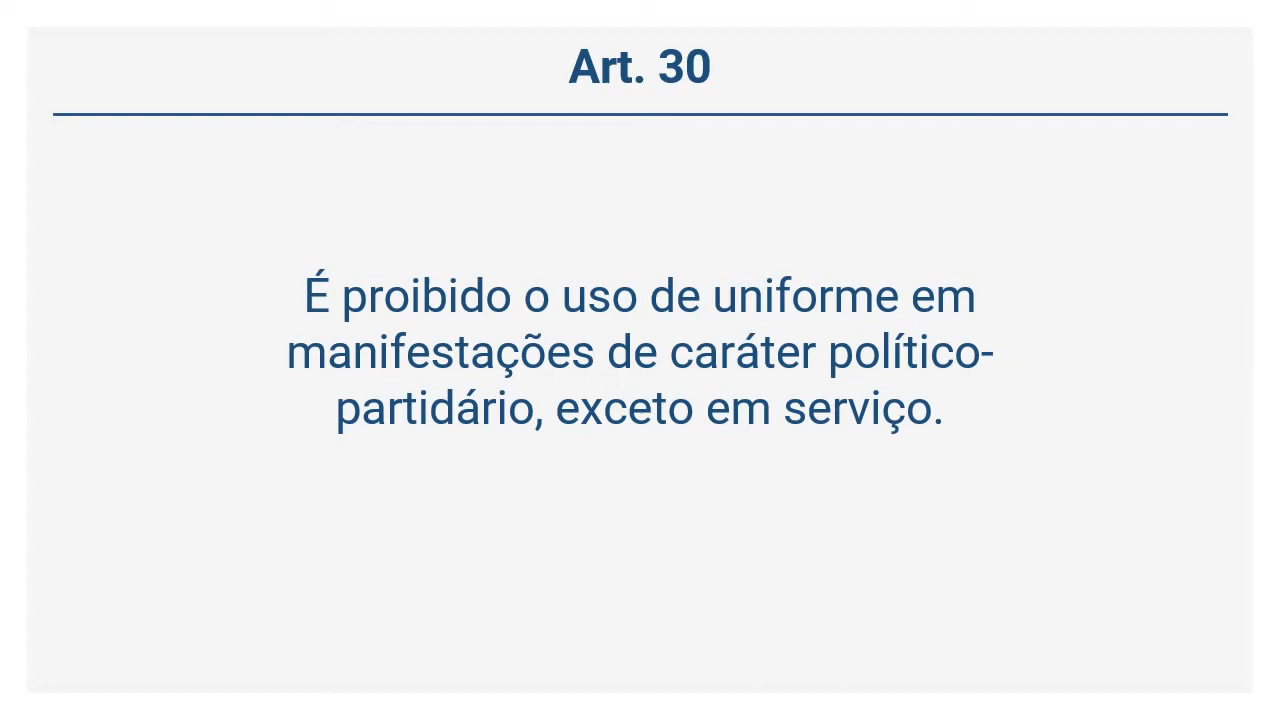 Art. 30
É proibido o uso de uniforme em
manifestações de caráter político-
partidário, exceto em serviço.